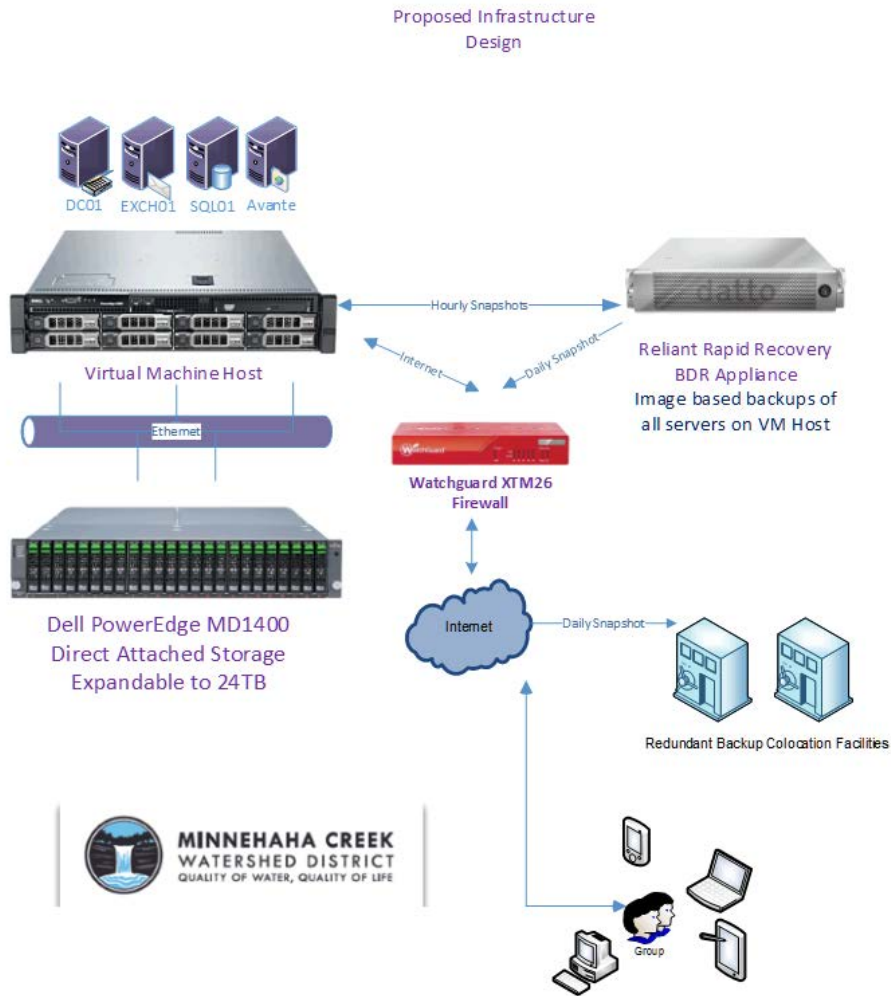 Proposed Infrastructure
Design
DC01
EXCH01
SQL01
Avante
DELL
datto
Hourly Snapshots
Internet
Daily Snapshot
Virtual Machine Host
Reliant Rapid Recovery
BDR Appliance
Image based backups of
all servers on VM Host
Ethernet
WatchGuard
Watchguard XTM26
Firewall
Dell PowerEdge MD1400
Direct Attached Storage
Expandable to 24TB
Internet
Daily Snapshot
Redundant Backup Colocation Facilities
MINNEHAHA CREEK
WATERSHED DISTRICT
QUALITY OF WATER, QUALITY OF LIFE
Group